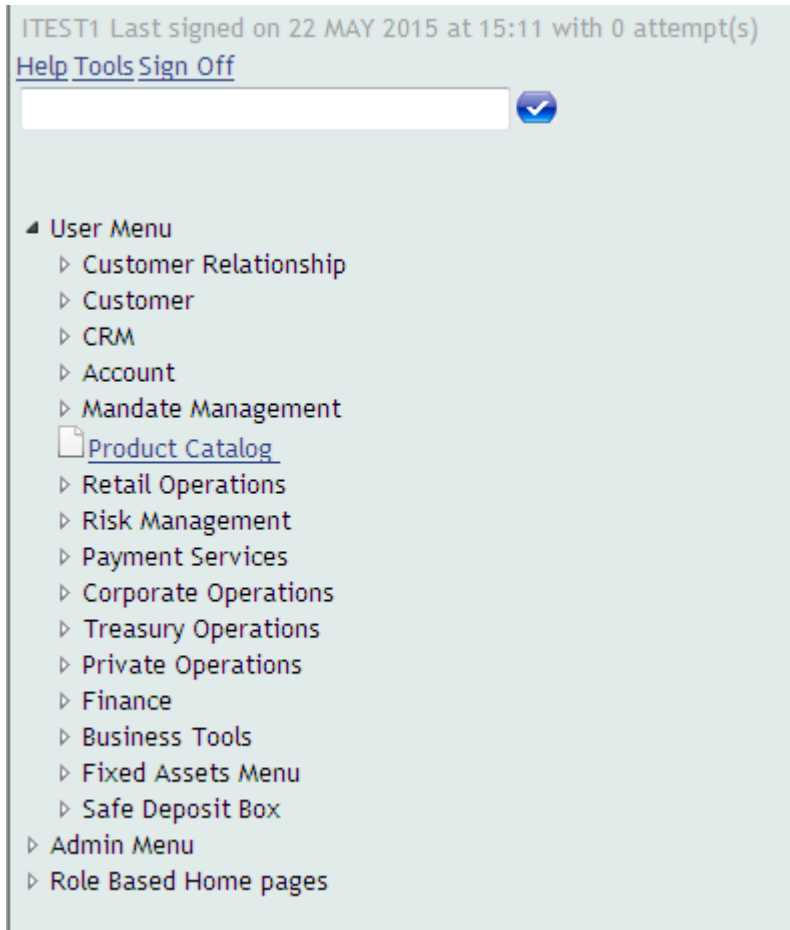 ITEST1 Last signed on 22 MAY 2015 at 15:11 with 0 attempt(s)
Help Tools Sign Off
User Menu
Customer Relationship
Customer
CRM
Account
Mandate Management
Product Catalog
Retail Operations
Risk Management
Payment Services
Corporate Operations
Treasury Operations
Private Operations
Finance
Business Tools
Fixed Assets Menu
Safe Deposit Box
Admin Menu
Role Based Home pages